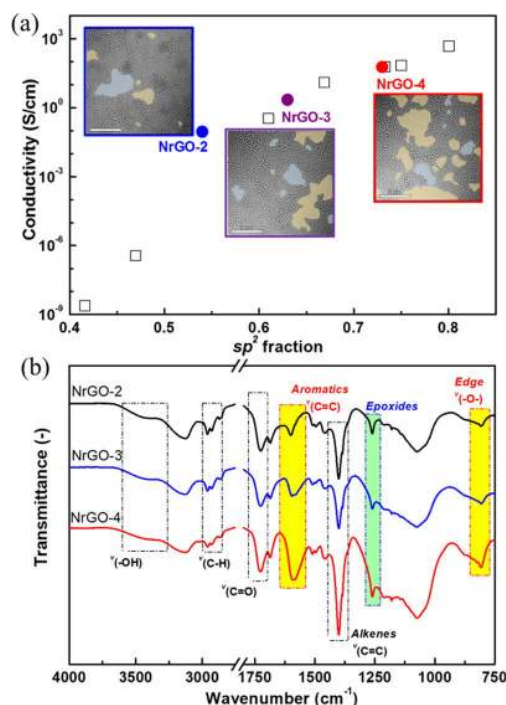 (a)
10³
10⁰
10⁻³
10⁻⁶
10⁻⁹
Conductivity (S/cm)
NrGO-2
NrGO-3
NrGO-4
0.4 0.5 0.6 0.7 0.8
sp² fraction
(b)
NrGO-2
NrGO-3
NrGO-4
Aromatics
ν(C=C)
Epoxides
Edge
ν(-O-)
ν(-OH)
ν(C-H)
ν(C=O)
Alkenes
ν(C=C)
Transmittance (-)
4000 3500 3000 1750 1500 1250 1000 750
Wavenumber (cm⁻¹)